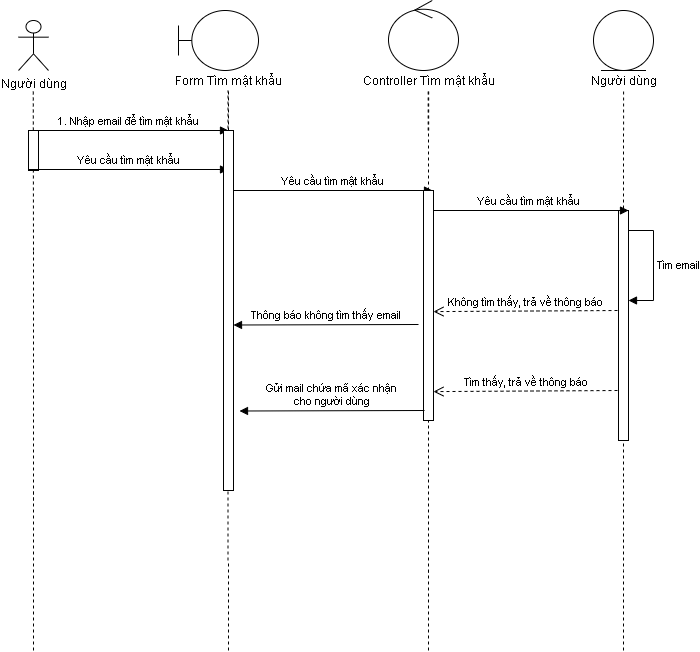 Người dùng
Form Tìm mật khẩu
Controller Tìm mật khẩu
Người dùng
1. Nhập email để tìm mật khẩu
Yêu cầu tìm mật khẩu
Yêu cầu tìm mật khẩu
Yêu cầu tìm mật khẩu
Tìm email
Không tìm thấy, trả về thông báo
Thông báo không tìm thấy email
Tìm thấy, trả về thông báo
Gửi mail chứa mã xác nhận
cho người dùng